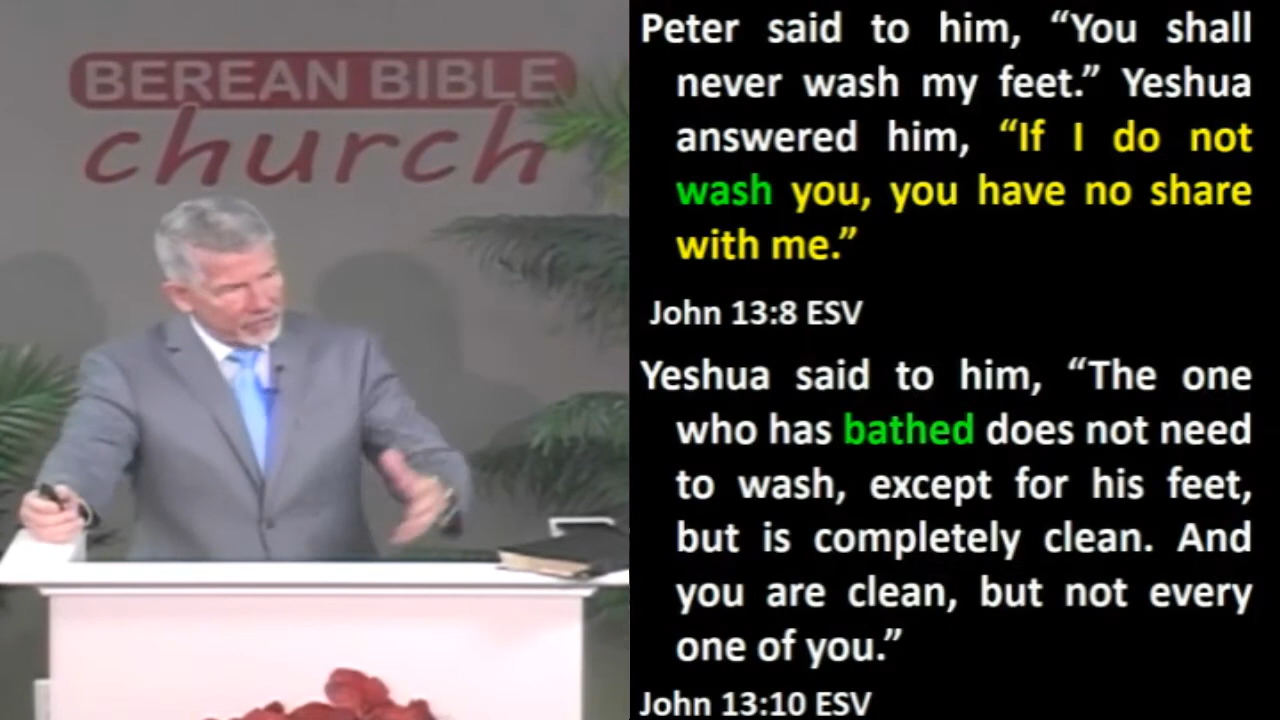 BEREAN BIBLE
church
Peter said to him, “You shall
never wash my feet.” Yeshua
answered him, “If I do not
wash you, you have no share
with me.”
John 13:8 ESV
Yeshua said to him, “The one
who has bathed does not need
to wash, except for his feet,
but is completely clean. And
you are clean, but not every
one of you.”
John 13:10 ESV